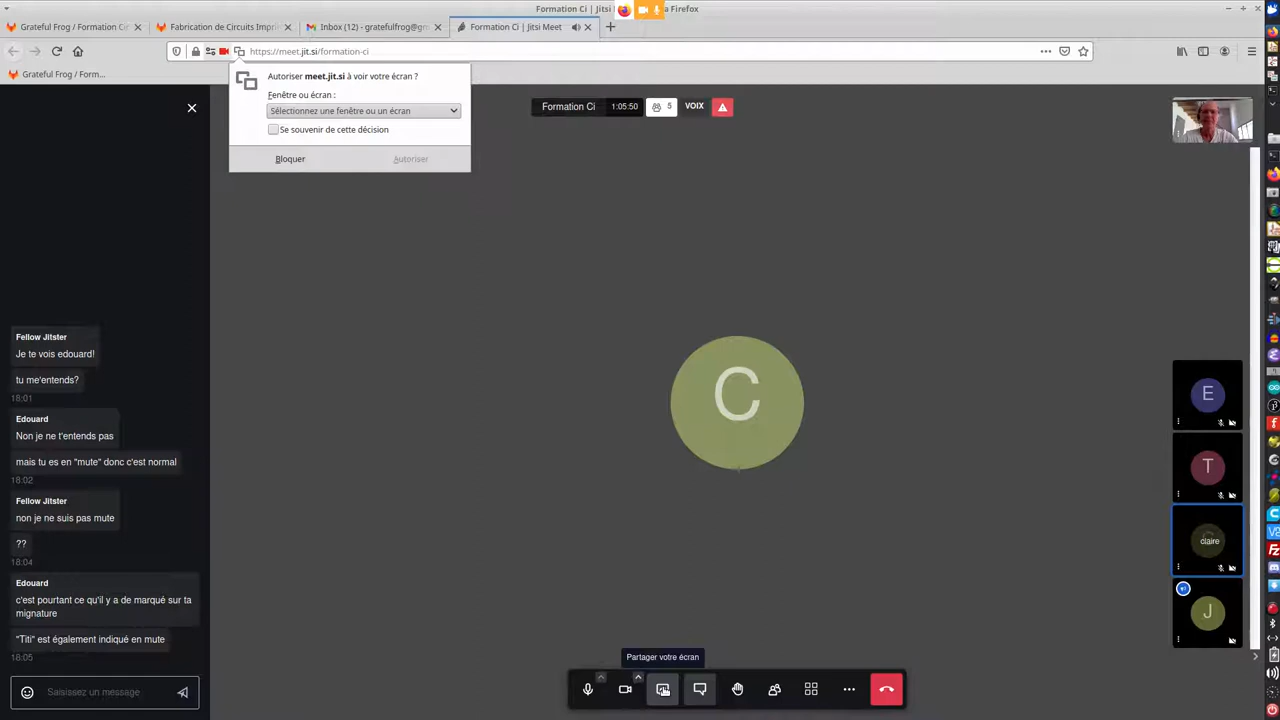 Formation Ci | Jitsi Meet
a Firefox
Grateful Frog / Formation Ci
Fabrication de Circuits Imprim
Inbox (12) - gratefulfrog@gm
Formation Ci | Jitsi Meet
https://meet.jit.si/formation-ci
Grateful Frog / Form...
Autoriser meet.jit.si à voir votre écran ?
Fenêtre ou écran :
Sélectionnez une fenêtre ou un écran
Se souvenir de cette décision
Bloquer
Autoriser
Formation Ci
1:05:50
5
VOIX
Fellow Jitster
Je te vois edouard!
tu me'entends?
18:01
Edouard
Non je ne t'entends pas
mais tu es en "mute" donc c'est normal
18:02
Fellow Jitster
non je ne suis pas mute
??
18:04
Edouard
c'est pourtant ce qu'il y a de marqué sur ta
mignature
"Titi" est également indiqué en mute
18:05
Saisissez un message
C
E
T
claire
J
Partager votre écran